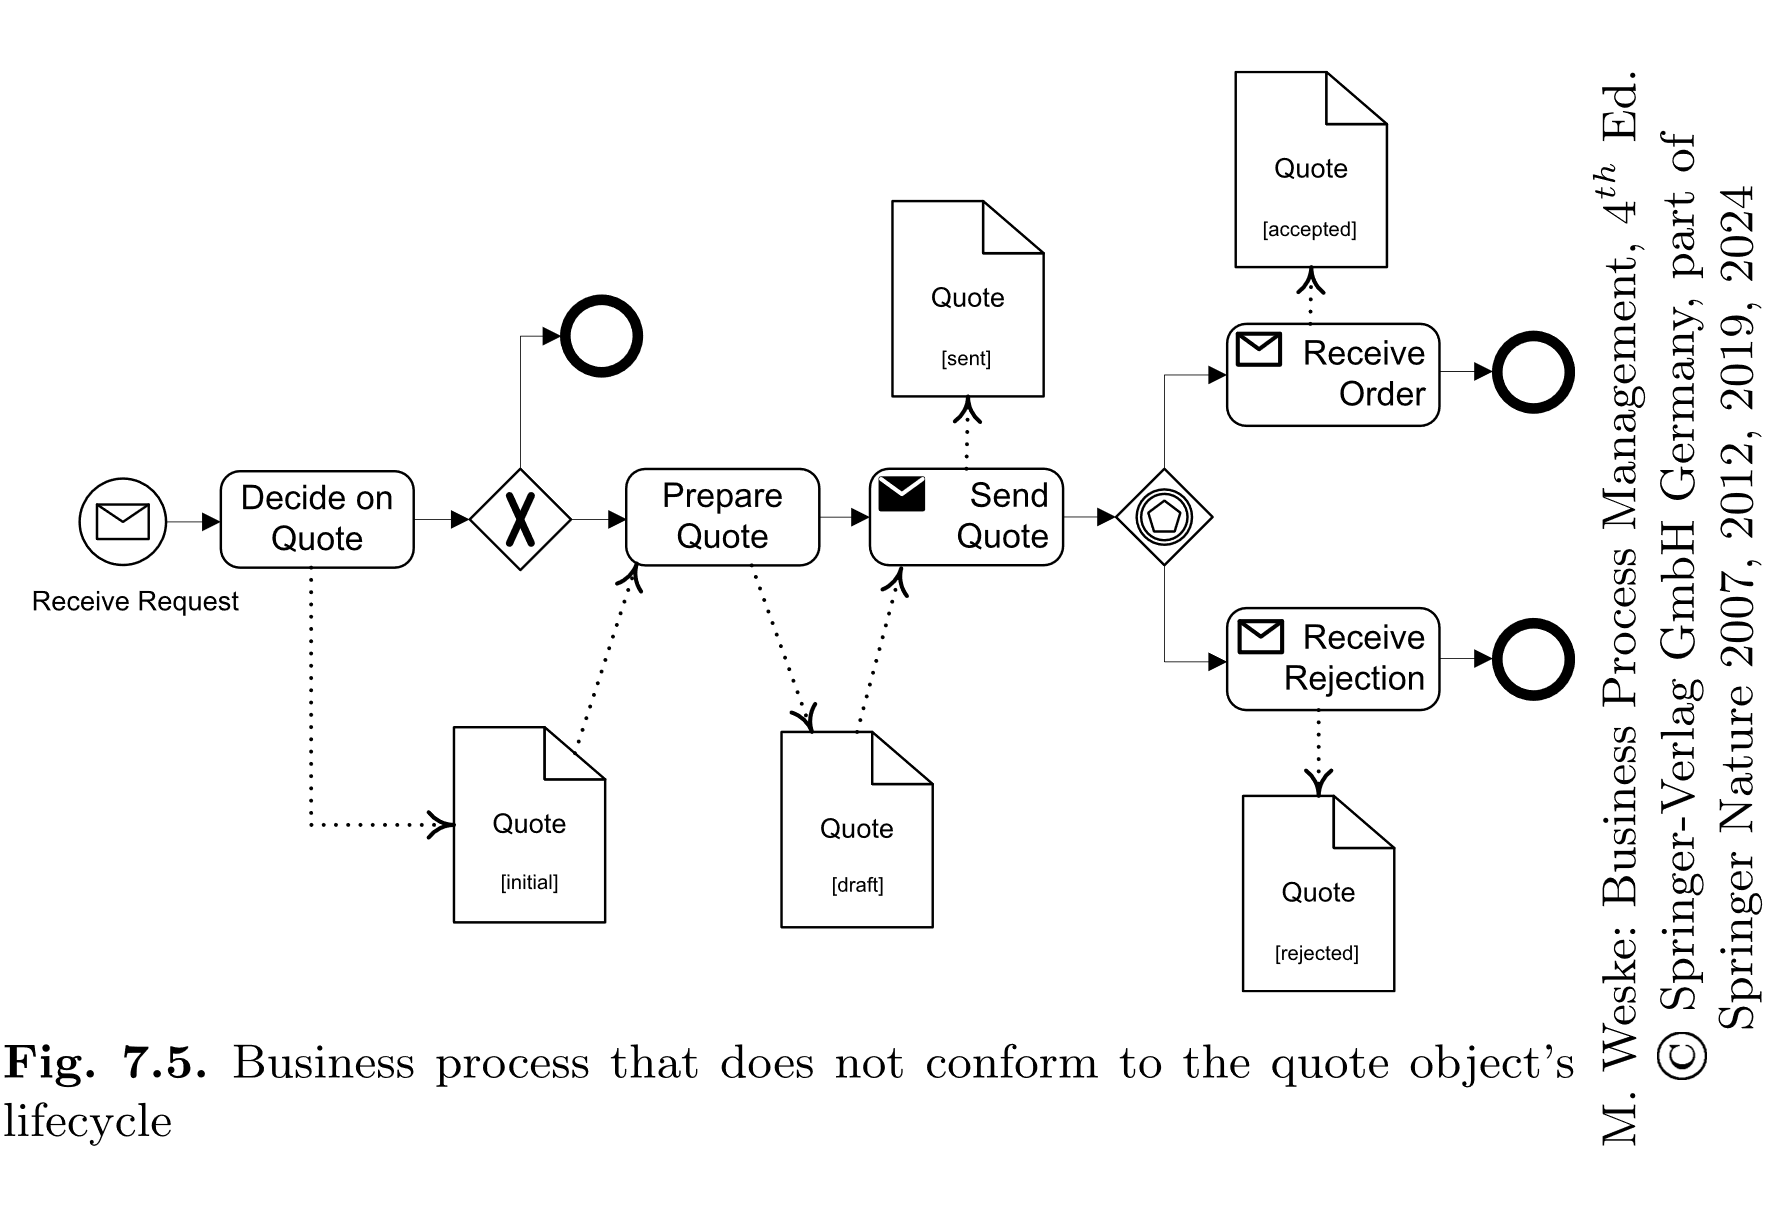 Quote
[accepted]
Quote
[sent]
Receive
Order
Decide on
Quote
X
Prepare
Quote
Send
Quote
Receive Request
Receive
Rejection
Quote
[initial]
Quote
[draft]
Quote
[rejected]
Fig. 7.5. Business process that does not conform to the quote object's
lifecycle
M. Weske: Business Process Management, 4th Ed.
© Springer-Verlag GmbH Germany, part of
Springer Nature 2007, 2012, 2019, 2024